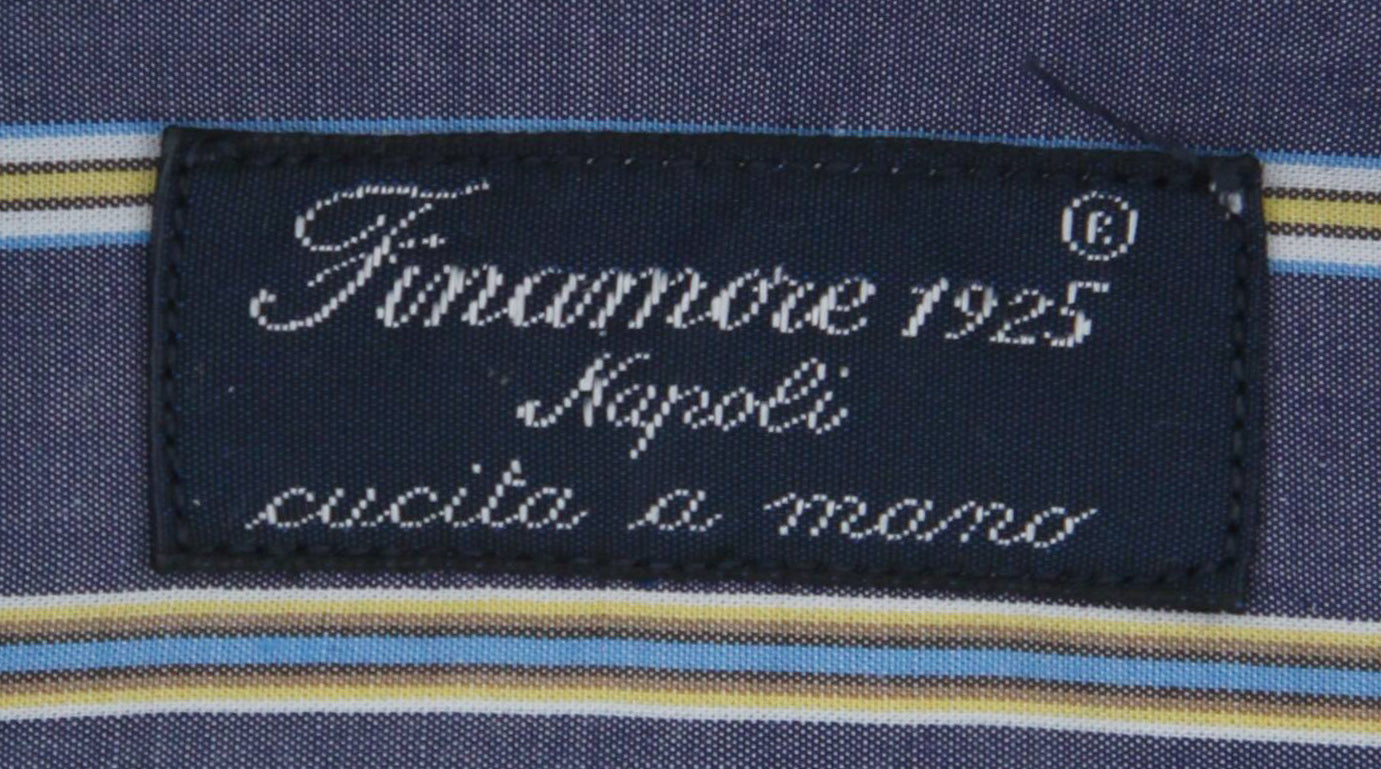 Finamore 1925®
Napoli
cucita a mano